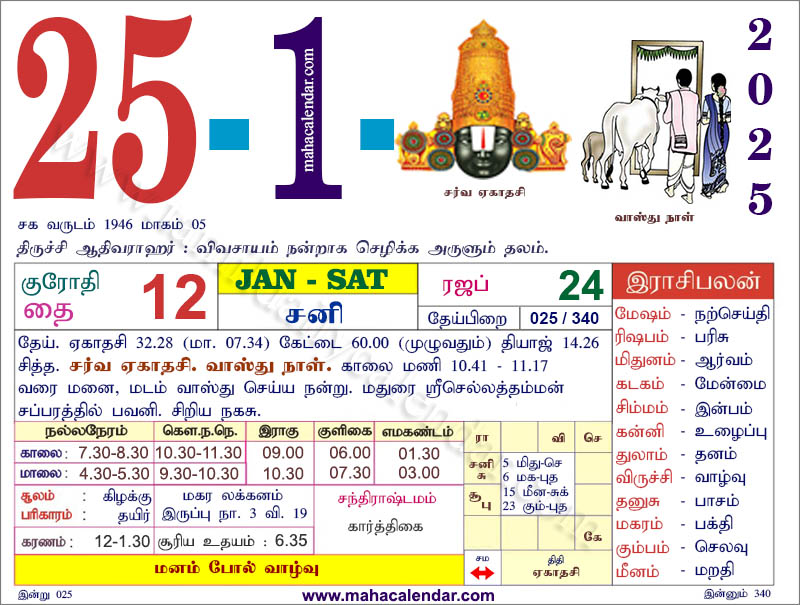 25-1-
mahacalendar.com
2025
சர்வ ஏகாதசி
வாஸ்து நாள்
சக வருடம் 1946 மாகம் 05
திருச்சி ஆதிவராஹர் : விவசாயம் நன்றாக செழிக்க அருளும் தலம்.
குரோதி
தை 12
JAN - SAT
சனி
ரஜப் 24
தேய்பிறை 025 / 340
தேய். ஏகாதசி 32.28 (மா. 07.34) கேட்டை 60.00 (முழுவதும்) தியாஜ் 14.26
சித்த. சர்வ ஏகாதசி. வாஸ்து நாள். காலை மணி 10.41 - 11.17
வரை மனை, மடம் வாஸ்து செய்ய நன்று. மதுரை ஸ்ரீசெல்லத்தம்மன்
சப்பரத்தில் பவனி. சிறிய நகசு.
இராசிபலன்
மேஷம் - நற்செய்தி
ரிஷபம் - பரிசு
மிதுனம் - ஆர்வம்
கடகம் - மேன்மை
சிம்மம் - இன்பம்
கன்னி - உழைப்பு
துலாம் - தனம்
விருச்சி - வாழ்வு
தனுசு - பாசம்
மகரம் - பக்தி
கும்பம் - செலவு
மீனம் - மறதி
நல்லநேரம் கௌ.ந.நெ. இராகு குளிகை எமகண்டம்
காலை: 7.30-8.30 10.30-11.30 09.00 06.00 01.30
மாலை: 4.30-5.30 9.30-10.30 10.30 07.30 03.00
சூலம் : கிழக்கு
பரிகாரம் : தயிர்
மகர லக்கனம்
இருப்பு நா. 3 வி. 19
சந்திராஷ்டமம்
கார்த்திகை
கரணம் : 12-1.30 சூரிய உதயம் : 6.35
மனம் போல் வாழ்வு
ரா வி செ
சனி
சு
சூ
பு
5 மிது-செ
6 மக-புத
15 மீன-சுக்
23 கும்-புத
கே
சம
திதி
ஏகாதசி
இன்று 025
www.mahacalendar.com
இன்னும் 340